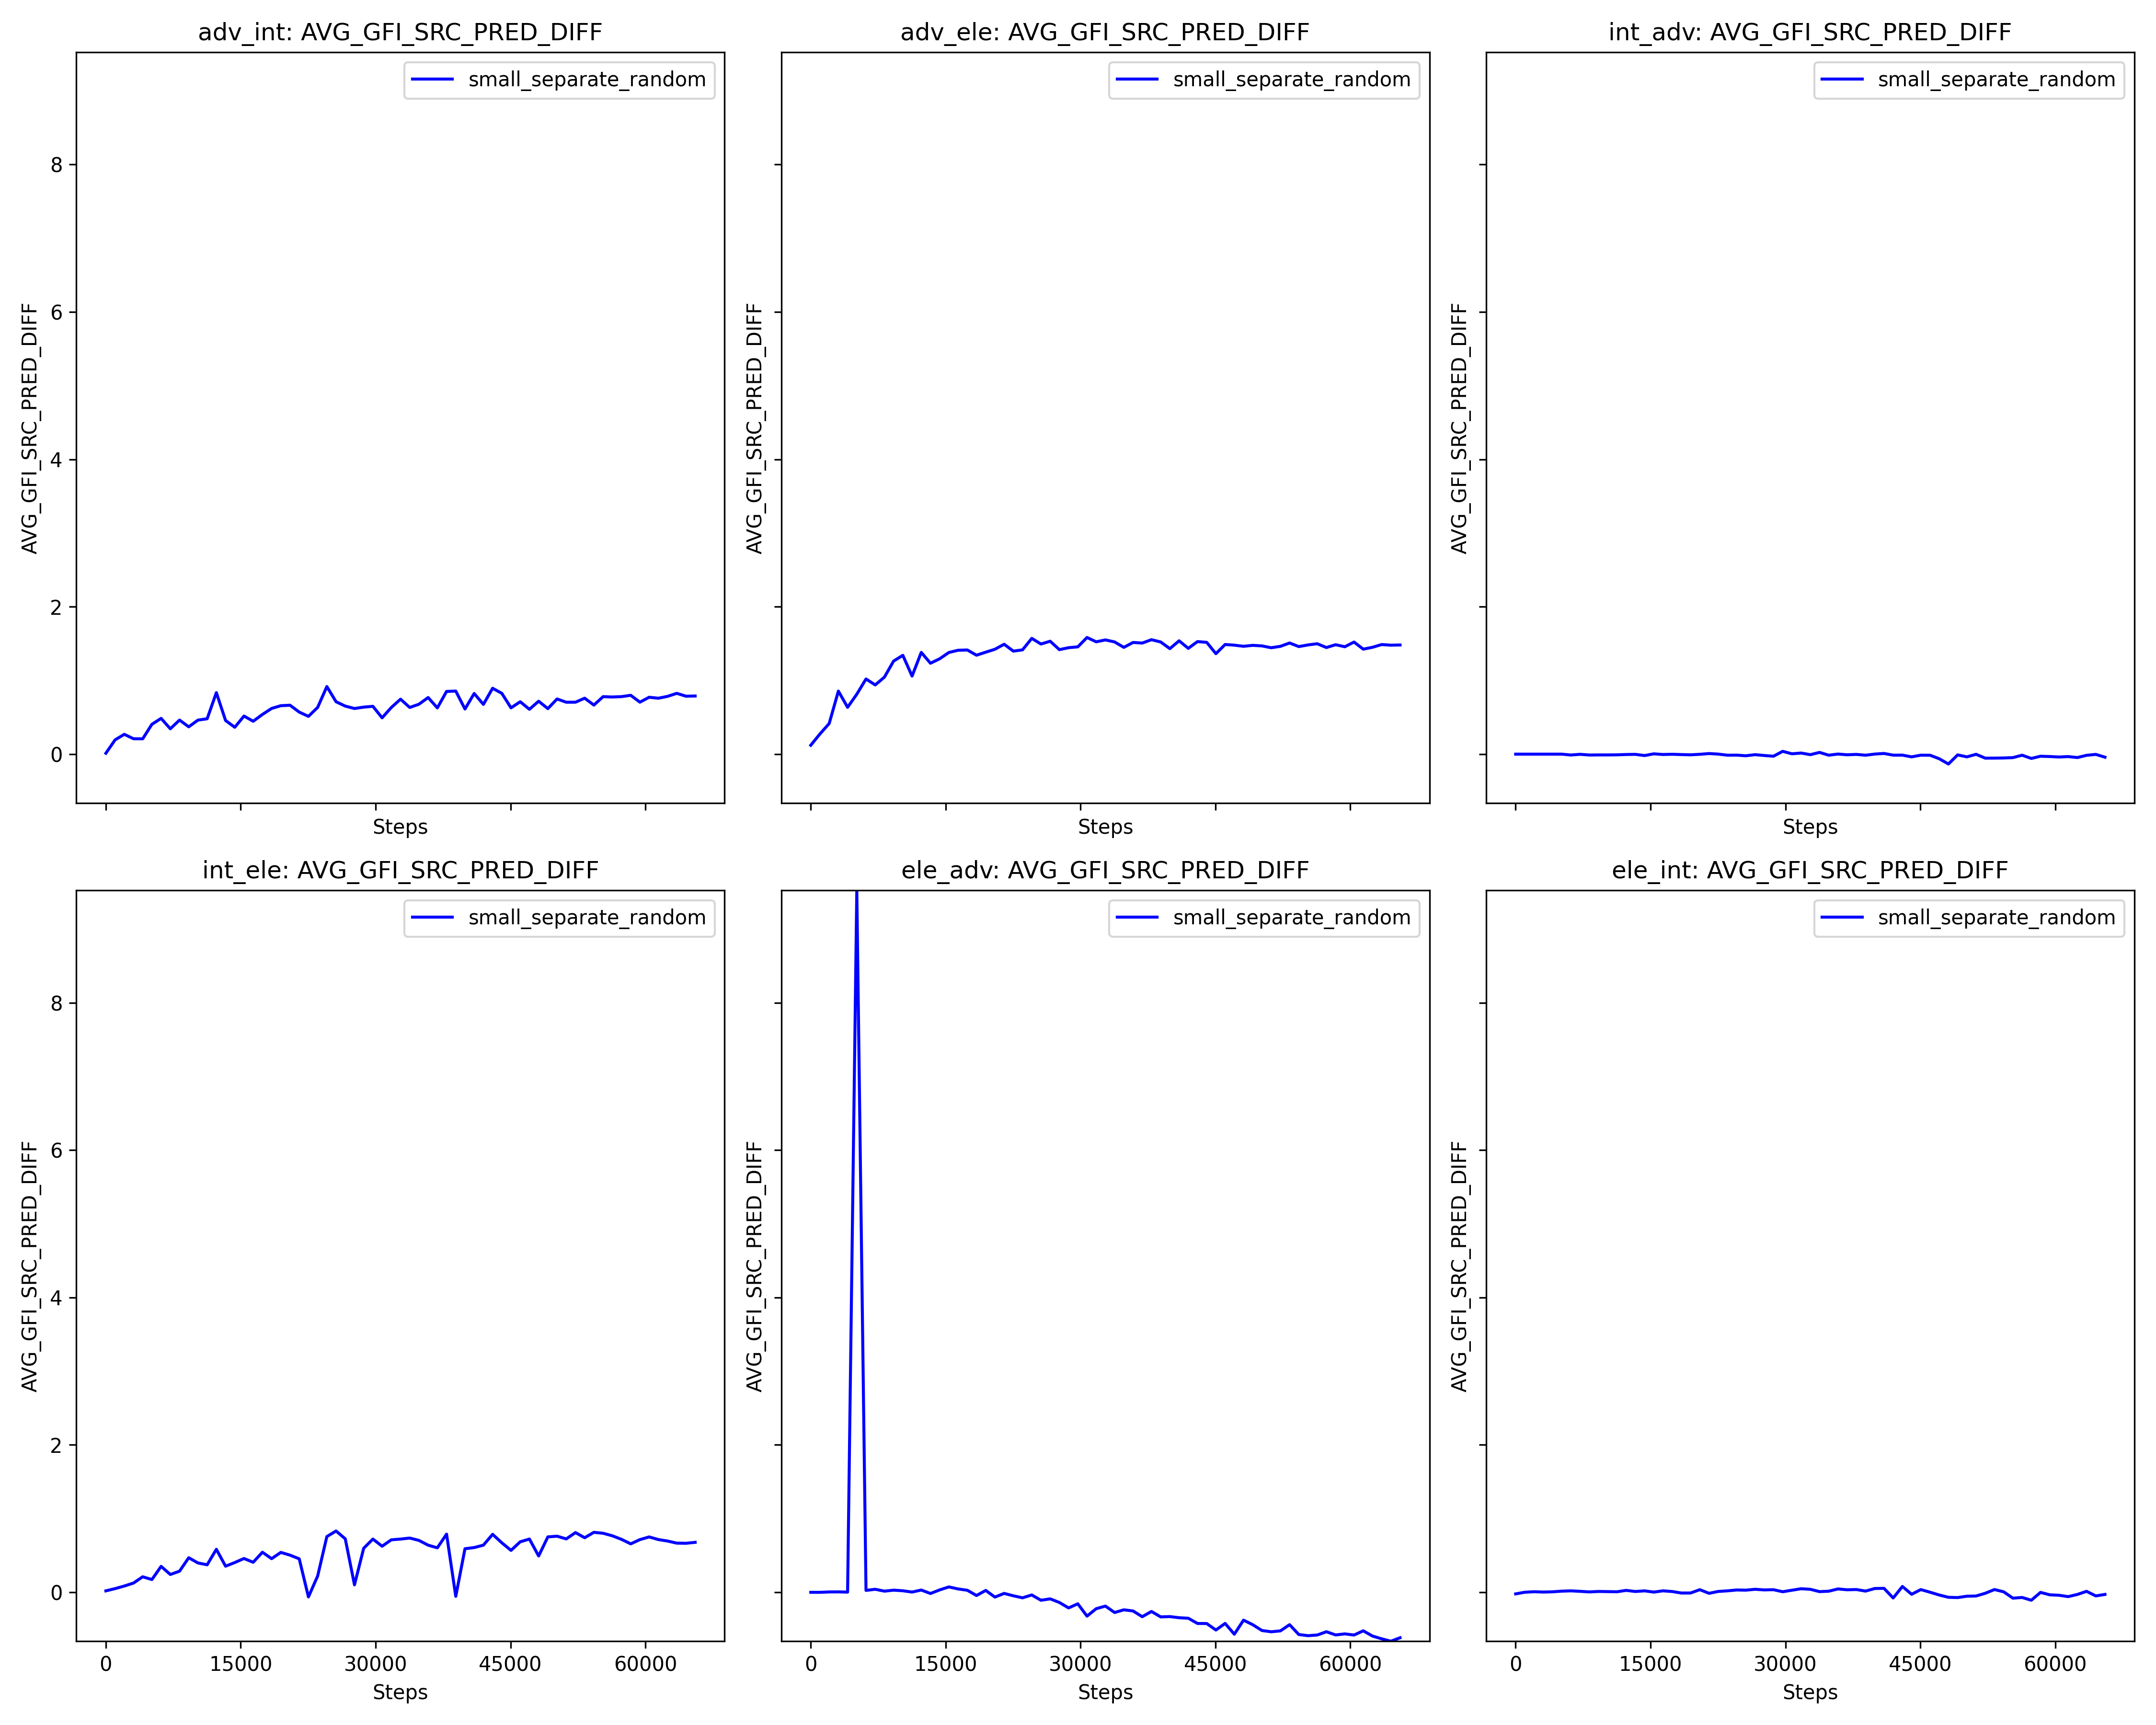 adv_int: AVG_GFI_SRC_PRED_DIFF
small_separate_random
AVG_GFI_SRC_PRED_DIFF
8
6
4
2
0
Steps
adv_ele: AVG_GFI_SRC_PRED_DIFF
small_separate_random
AVG_GFI_SRC_PRED_DIFF
Steps
int_adv: AVG_GFI_SRC_PRED_DIFF
small_separate_random
AVG_GFI_SRC_PRED_DIFF
Steps
int_ele: AVG_GFI_SRC_PRED_DIFF
small_separate_random
AVG_GFI_SRC_PRED_DIFF
8
6
4
2
0
0 15000 30000 45000 60000
Steps
ele_adv: AVG_GFI_SRC_PRED_DIFF
small_separate_random
AVG_GFI_SRC_PRED_DIFF
0 15000 30000 45000 60000
Steps
ele_int: AVG_GFI_SRC_PRED_DIFF
small_separate_random
AVG_GFI_SRC_PRED_DIFF
0 15000 30000 45000 60000
Steps